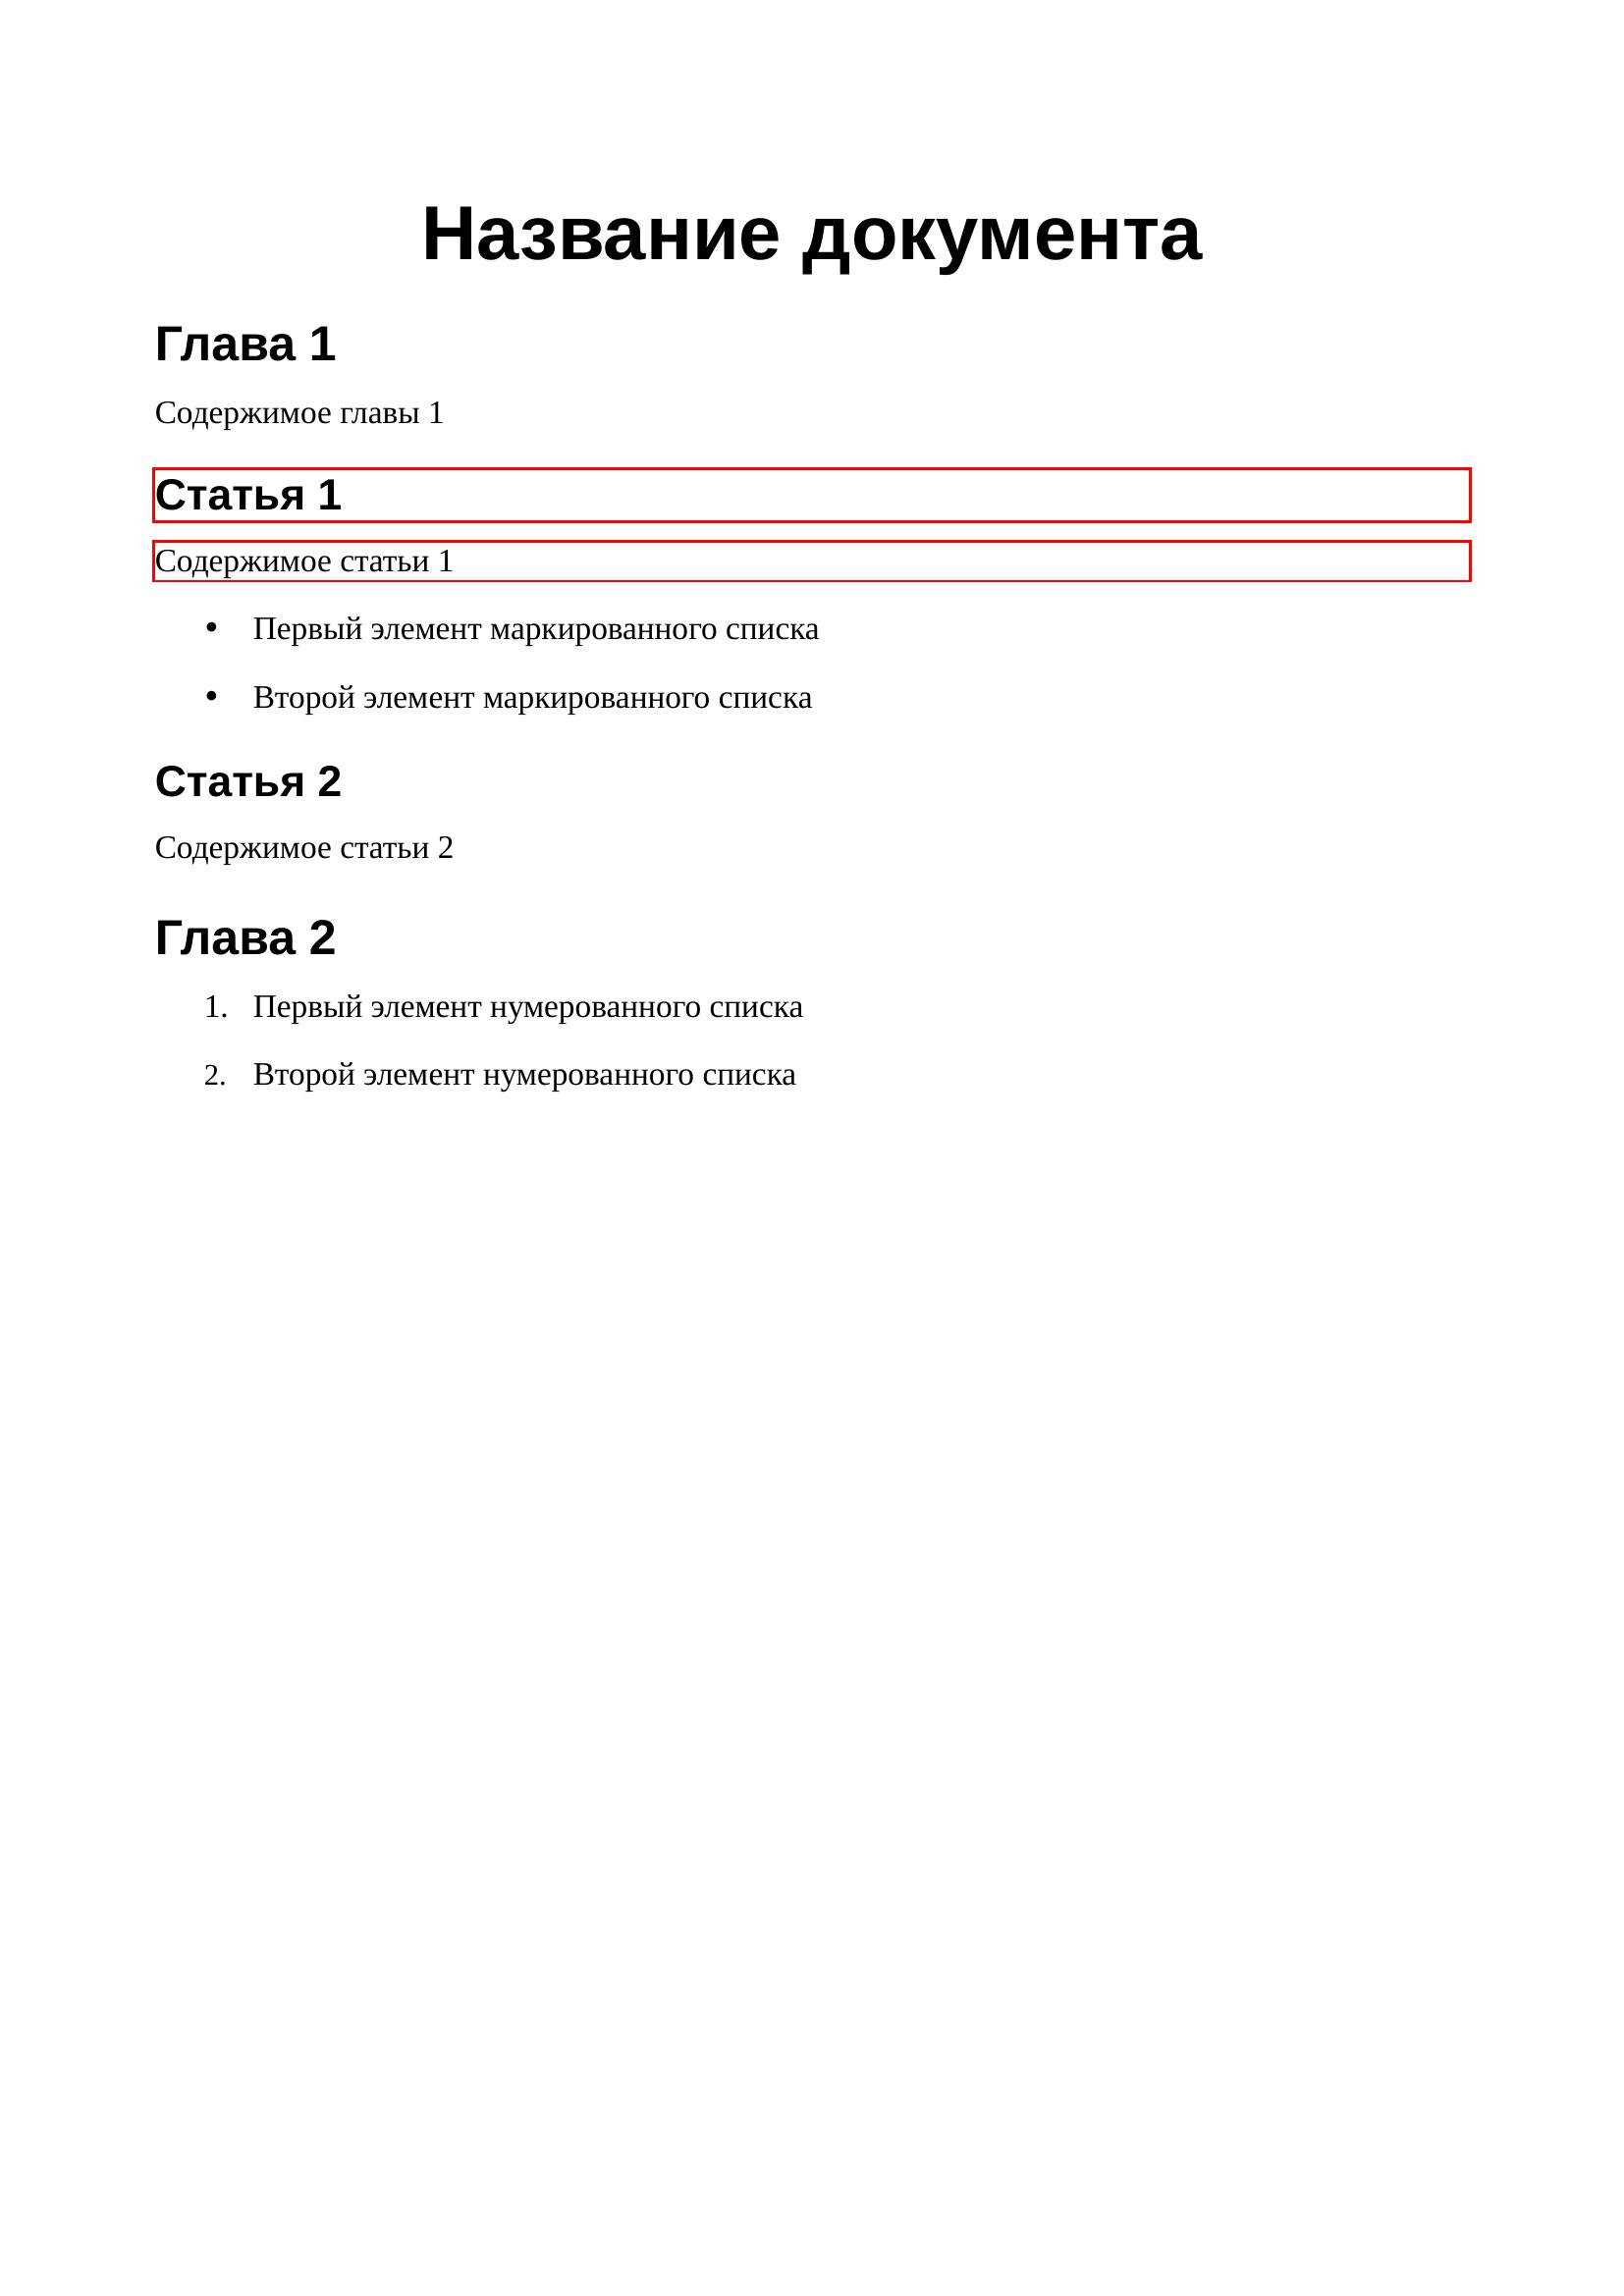 Название документа
Глава 1
Содержимое главы 1
Статья 1
Содержимое статьи 1
• Первый элемент маркированного списка
• Второй элемент маркированного списка
Статья 2
Содержимое статьи 2
Глава 2
1. Первый элемент нумерованного списка
2. Второй элемент нумерованного списка